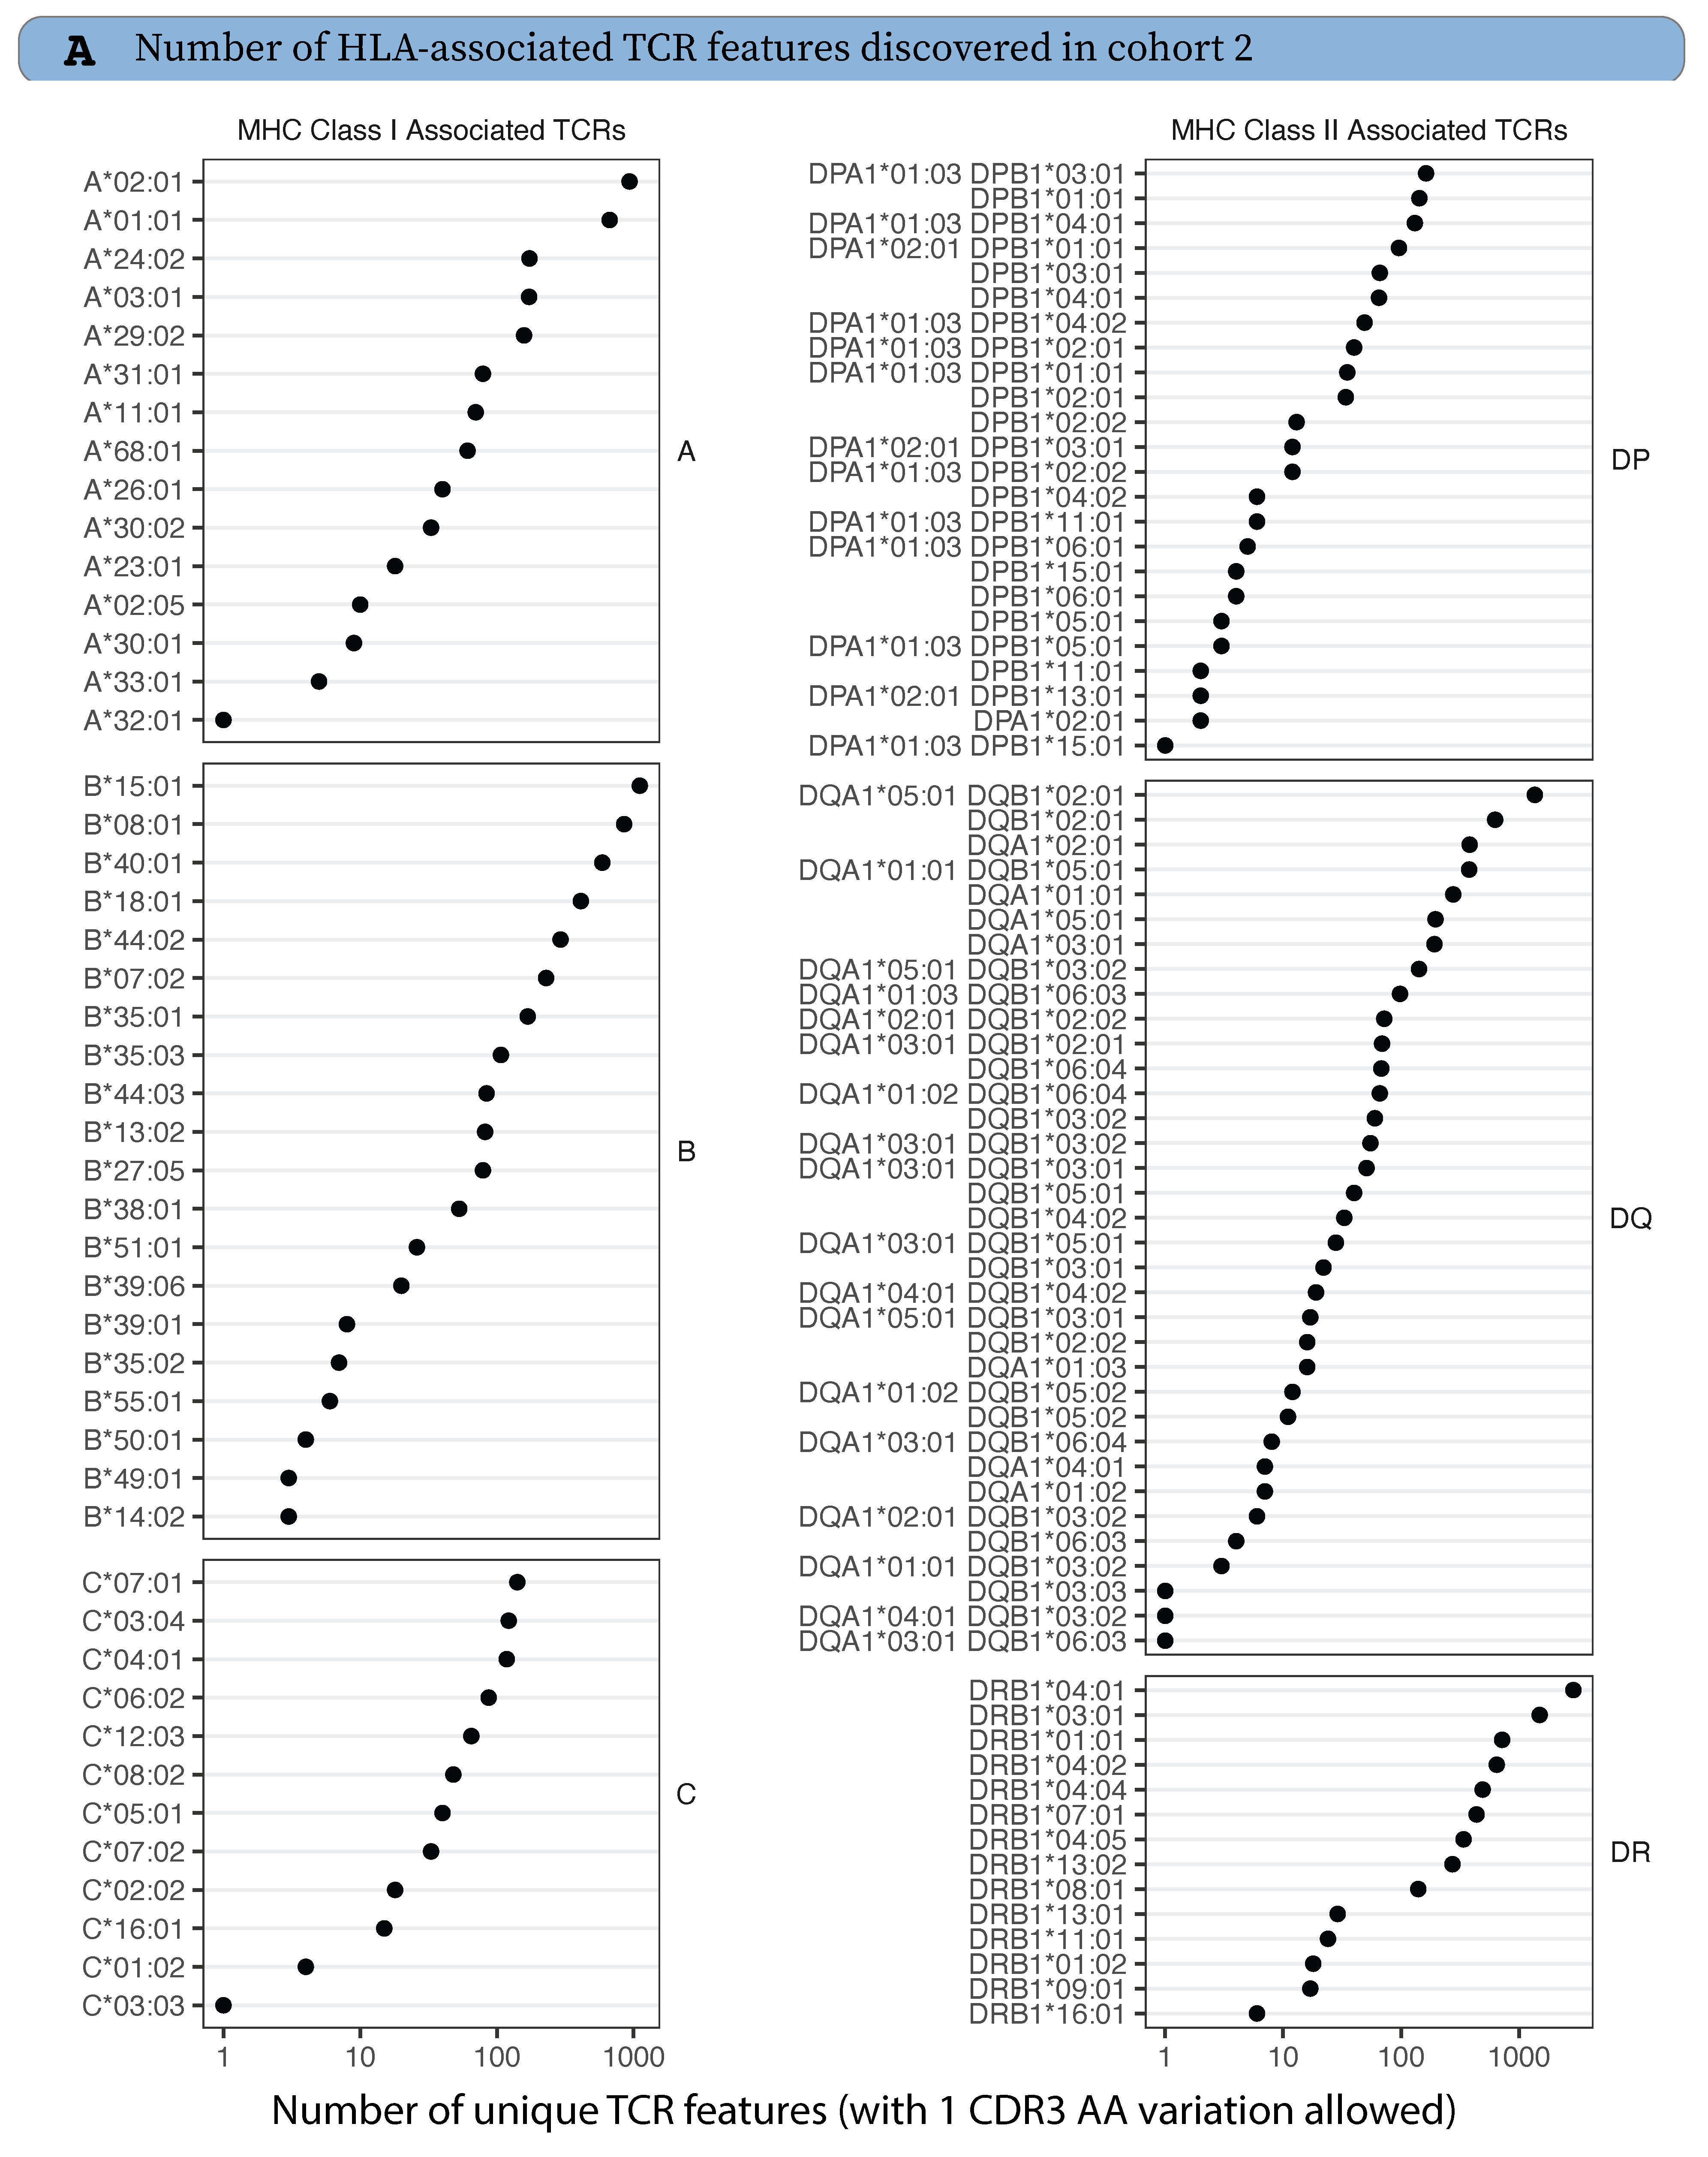 A Number of HLA-associated TCR features discovered in cohort 2
MHC Class I Associated TCRs
A*02:01
A*01:01
A*24:02
A*03:01
A*29:02
A*31:01
A*11:01
A*68:01
A*26:01
A*30:02
A*23:01
A*02:05
A*30:01
A*33:01
A*32:01
A
B*15:01
B*08:01
B*40:01
B*18:01
B*44:02
B*07:02
B*35:01
B*35:03
B*44:03
B*13:02
B*27:05
B*38:01
B*51:01
B*39:06
B*39:01
B*35:02
B*55:01
B*50:01
B*49:01
B*14:02
B
C*07:01
C*03:04
C*04:01
C*06:02
C*12:03
C*08:02
C*05:01
C*07:02
C*02:02
C*16:01
C*01:02
C*03:03
C
1 10 100 1000
MHC Class II Associated TCRs
DPA1*01:03 DPB1*03:01
DPB1*01:01
DPA1*01:03 DPB1*04:01
DPA1*02:01 DPB1*01:01
DPB1*03:01
DPB1*04:01
DPA1*01:03 DPB1*04:02
DPA1*01:03 DPB1*02:01
DPA1*01:03 DPB1*01:01
DPB1*02:01
DPB1*02:02
DPA1*02:01 DPB1*03:01
DPA1*01:03 DPB1*02:02
DPB1*04:02
DPA1*01:03 DPB1*11:01
DPA1*01:03 DPB1*06:01
DPB1*15:01
DPB1*06:01
DPB1*05:01
DPA1*01:03 DPB1*05:01
DPB1*11:01
DPA1*02:01 DPB1*13:01
DPA1*02:01
DPA1*01:03 DPB1*15:01
DP
DQA1*05:01 DQB1*02:01
DQB1*02:01
DQA1*02:01
DQA1*01:01 DQB1*05:01
DQA1*01:01
DQA1*05:01
DQA1*03:01
DQA1*05:01 DQB1*03:02
DQA1*01:03 DQB1*06:03
DQA1*02:01 DQB1*02:02
DQA1*03:01 DQB1*02:01
DQB1*06:04
DQA1*01:02 DQB1*06:04
DQB1*03:02
DQA1*03:01 DQB1*03:02
DQA1*03:01 DQB1*03:01
DQB1*05:01
DQB1*04:02
DQA1*03:01 DQB1*05:01
DQB1*03:01
DQA1*04:01 DQB1*04:02
DQA1*05:01 DQB1*03:01
DQB1*02:02
DQA1*01:03
DQA1*01:02 DQB1*05:02
DQB1*05:02
DQA1*03:01 DQB1*06:04
DQA1*04:01
DQA1*01:02
DQA1*02:01 DQB1*03:02
DQB1*06:03
DQA1*01:01 DQB1*03:02
DQB1*03:03
DQA1*04:01 DQB1*03:02
DQA1*03:01 DQB1*06:03
DQ
DRB1*04:01
DRB1*03:01
DRB1*01:01
DRB1*04:02
DRB1*04:04
DRB1*07:01
DRB1*04:05
DRB1*13:02
DRB1*08:01
DRB1*13:01
DRB1*11:01
DRB1*01:02
DRB1*09:01
DRB1*16:01
DR
1 10 100 1000
Number of unique TCR features (with 1 CDR3 AA variation allowed)